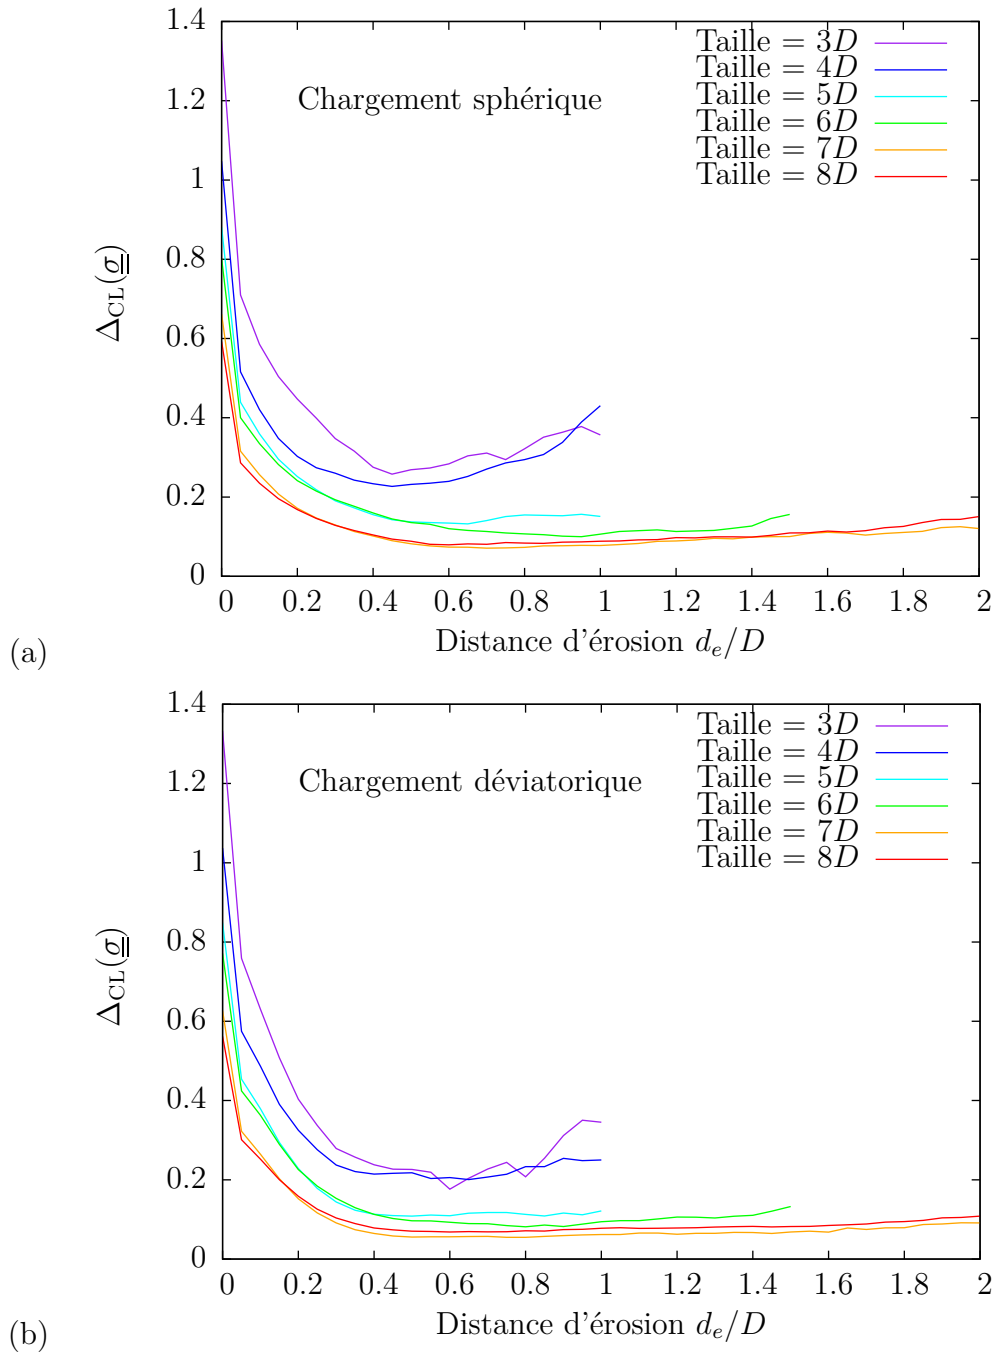 1.4
1.2
1
0.8
0.6
0.4
0.2
0
Δ_CL(σ)
Chargement sphérique
Taille = 3D
Taille = 4D
Taille = 5D
Taille = 6D
Taille = 7D
Taille = 8D
0 0.2 0.4 0.6 0.8 1 1.2 1.4 1.6 1.8 2
Distance d'érosion d_e/D
(a)
1.4
1.2
1
0.8
0.6
0.4
0.2
0
Δ_CL(σ)
Chargement déviatorique
Taille = 3D
Taille = 4D
Taille = 5D
Taille = 6D
Taille = 7D
Taille = 8D
0 0.2 0.4 0.6 0.8 1 1.2 1.4 1.6 1.8 2
Distance d'érosion d_e/D
(b)